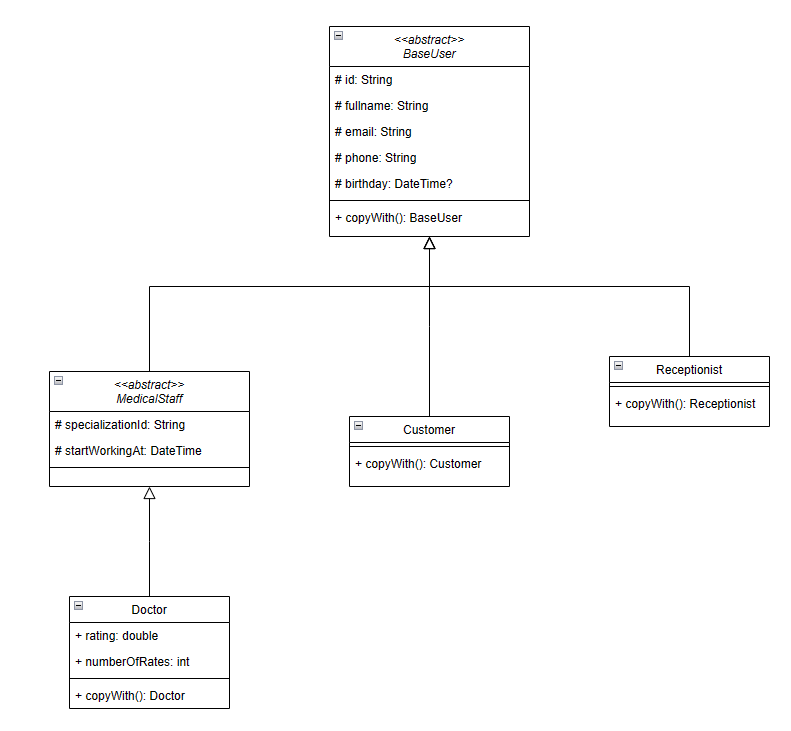 <<abstract>>
BaseUser
# id: String
# fullname: String
# email: String
# phone: String
# birthday: DateTime?
+ copyWith(): BaseUser
<<abstract>>
MedicalStaff
# specializationId: String
# startWorkingAt: DateTime
Customer
+ copyWith(): Customer
Receptionist
+ copyWith(): Receptionist
Doctor
+ rating: double
+ numberOfRates: int
+ copyWith(): Doctor